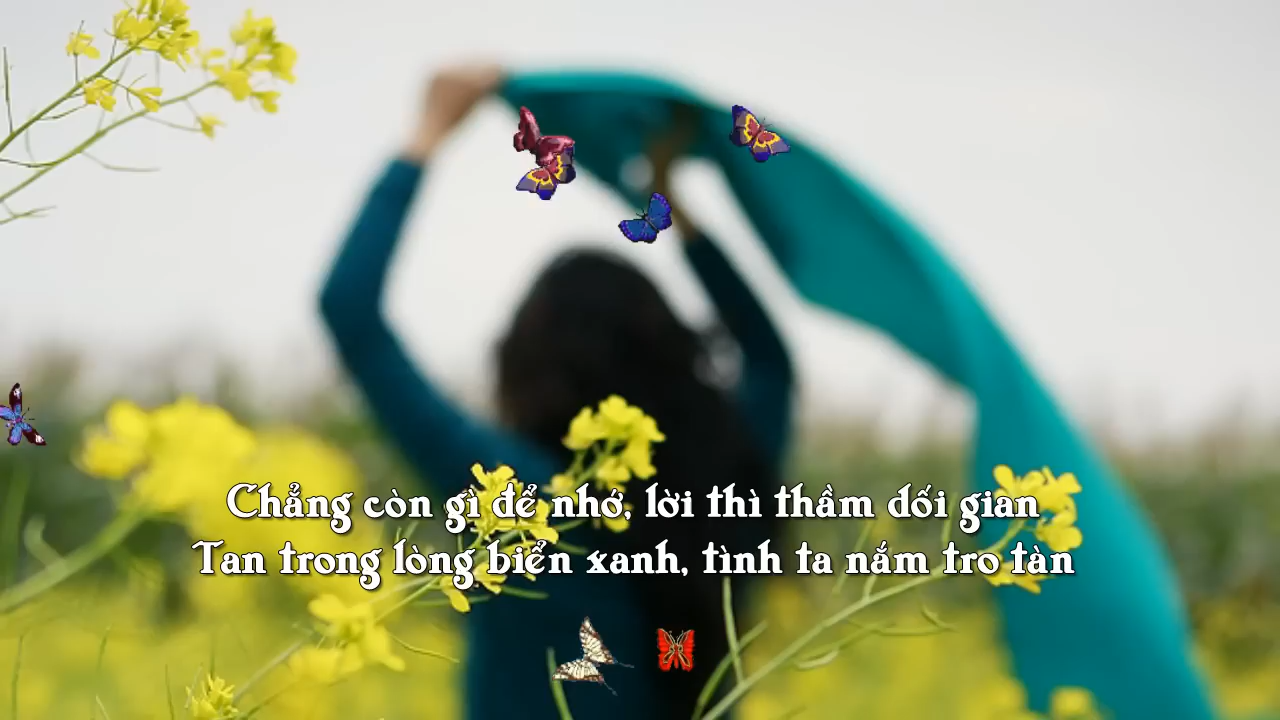 Chẳng còn gì để nhớ, lời thì thầm dối gian
Tan trong lòng biển xanh, tình ta nắm tro tàn